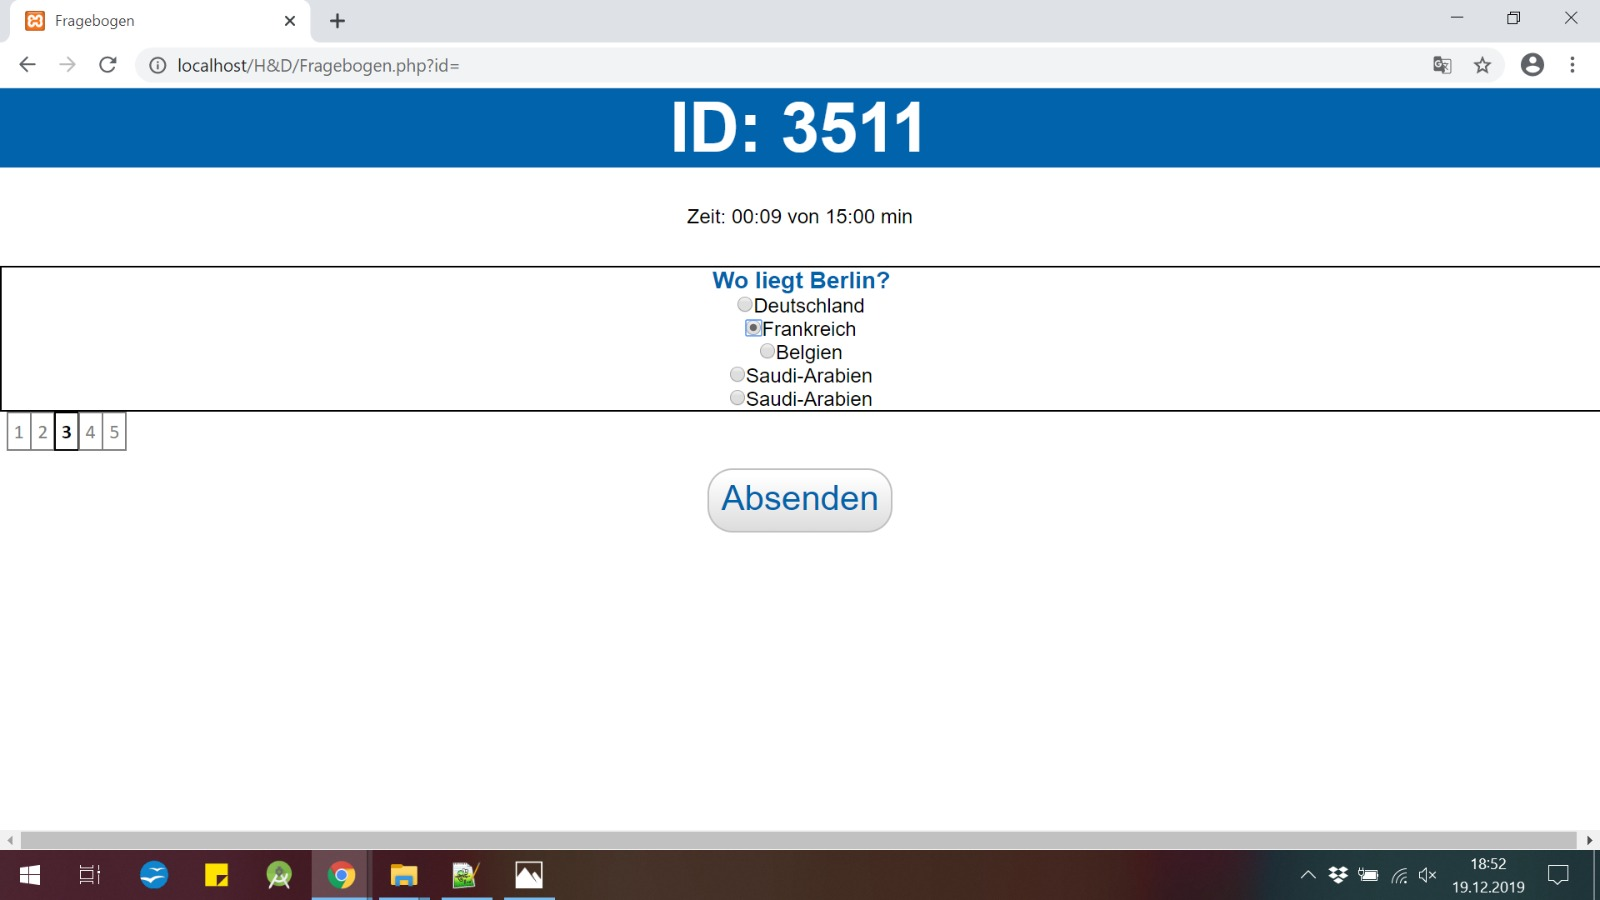 Fragebogen
localhost/H&D/Fragebogen.php?id=
ID: 3511
Zeit: 00:09 von 15:00 min
Wo liegt Berlin?
Deutschland
Frankreich
Belgien
Saudi-Arabien
Saudi-Arabien
1 2 3 4 5
Absenden
18:52
19.12.2019